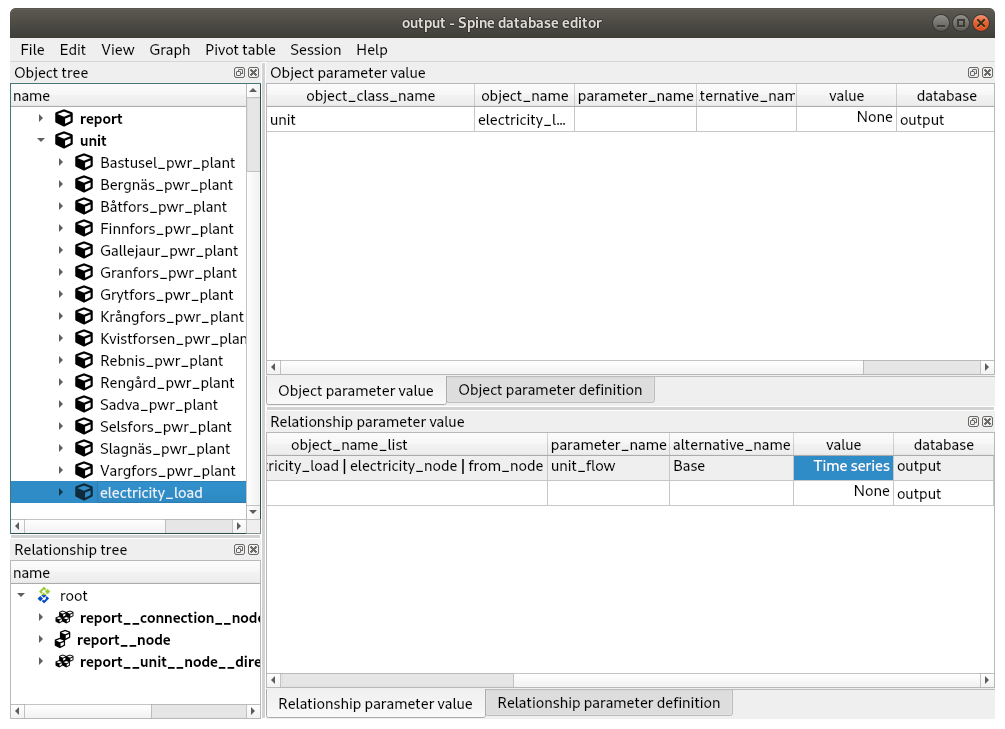 output - Spine database editor
File Edit View Graph Pivot table Session Help
Object tree
name
report
unit
Bastusel_pwr_plant
Bergnäs_pwr_plant
Båtfors_pwr_plant
Finnfors_pwr_plant
Gallejaur_pwr_plant
Granfors_pwr_plant
Grytfors_pwr_plant
Krångfors_pwr_plant
Kvistforsen_pwr_plan
Rebnis_pwr_plant
Rengård_pwr_plant
Sadva_pwr_plant
Selsfors_pwr_plant
Slagnäs_pwr_plant
Vargfors_pwr_plant
electricity_load
Relationship tree
name
root
report__connection__node
report__node
report__unit__node__dire
Object parameter value
object_class_name object_name parameter_name .ternative_nam value database
unit electricity_l... None output
Object parameter value Object parameter definition
Relationship parameter value
object_name_list parameter_name alternative_name value database
ricity_load | electricity_node | from_node unit_flow Base Time series output
None output
Relationship parameter value Relationship parameter definition